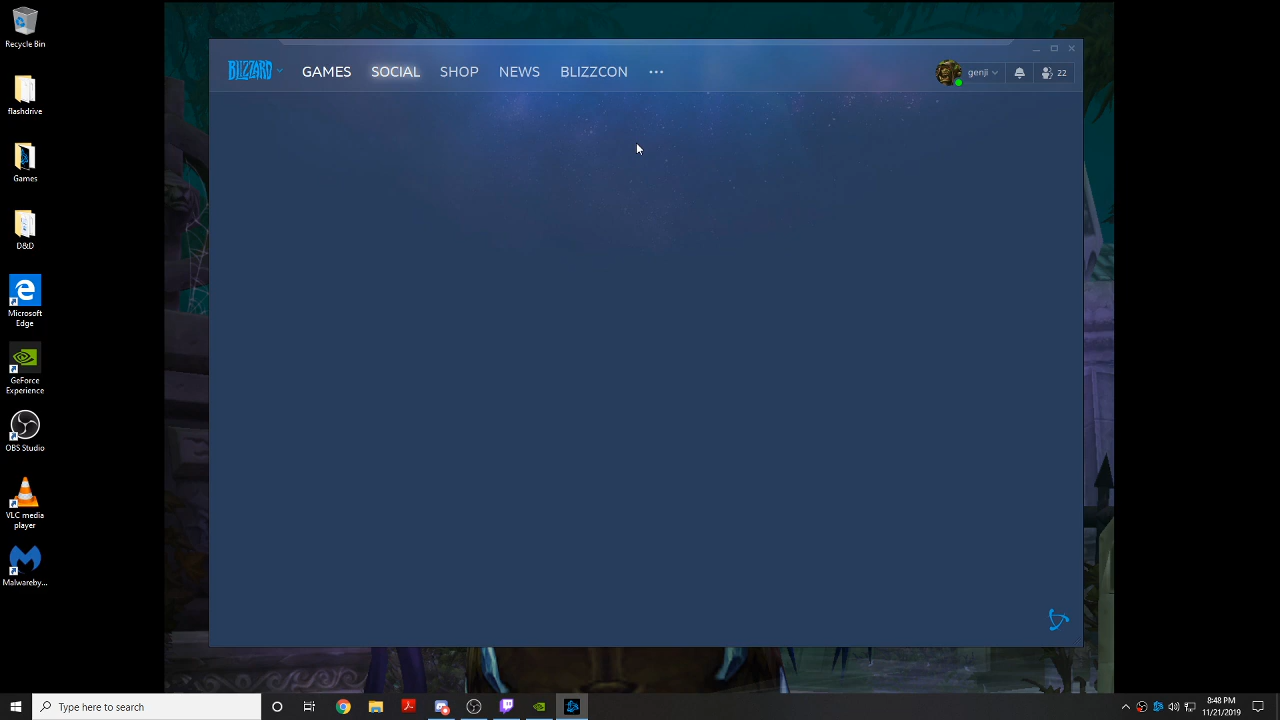 Recycle Bin
flashdrive
Games
D&D
Microsoft
Edge
GeForce
Experience
OBS Studio
VLC media
player
Malwareby...
BLIZZARD
GAMES
SOCIAL
SHOP
NEWS
BLIZZCON
genji
22
Type here to search
8:48 PM
11/21/2019